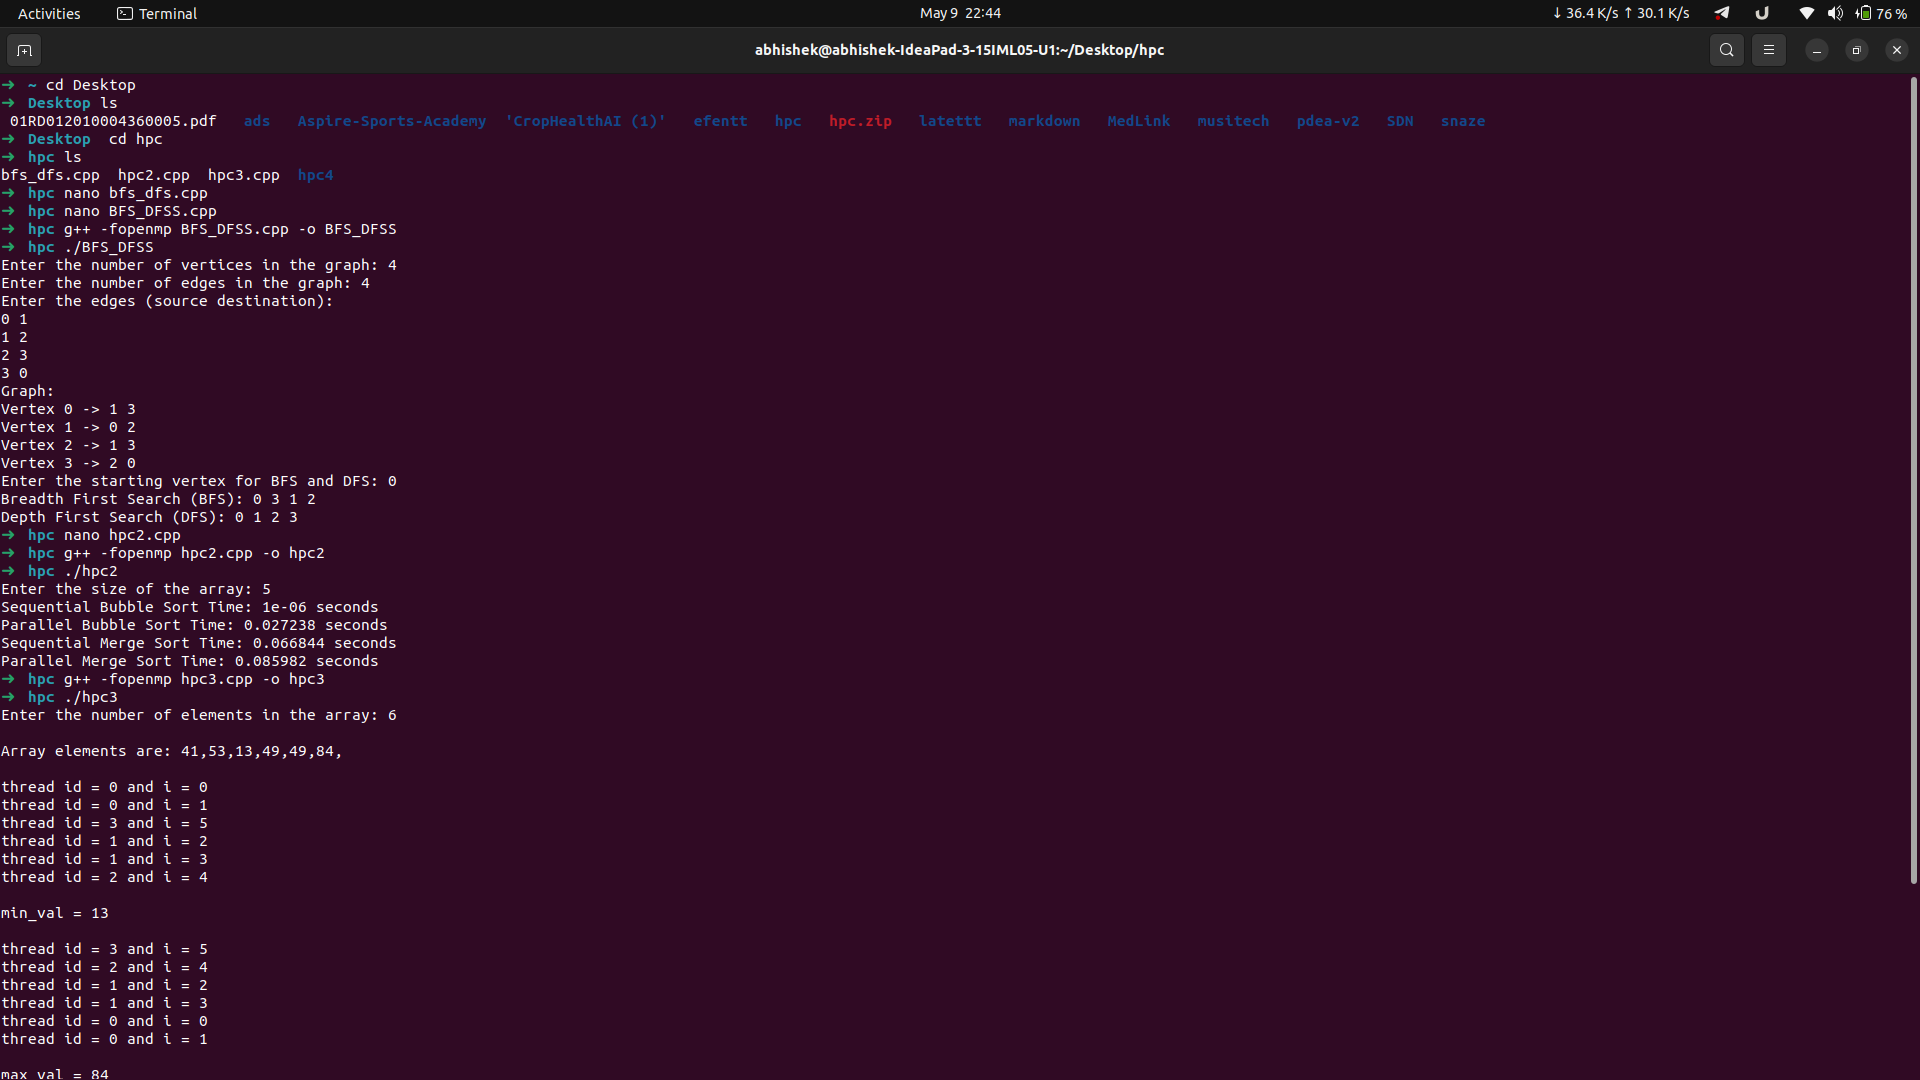 Activities Terminal May 9 22:44 ↓ 36.4 K/s ↑ 30.1 K/s 76 %
abhishek@abhishek-IdeaPad-3-15IML05-U1:~/Desktop/hpc
➜ ~ cd Desktop
➜ Desktop ls
01RD012010004360005.pdf ads Aspire-Sports-Academy 'CropHealthAI (1)' efentt hpc hpc.zip latettt markdown MedLink musitech pdea-v2 SDN snaze
➜ Desktop cd hpc
➜ hpc ls
bfs_dfs.cpp hpc2.cpp hpc3.cpp hpc4
➜ hpc nano bfs_dfs.cpp
➜ hpc nano BFS_DFSS.cpp
➜ hpc g++ -fopenmp BFS_DFSS.cpp -o BFS_DFSS
➜ hpc ./BFS_DFSS
Enter the number of vertices in the graph: 4
Enter the number of edges in the graph: 4
Enter the edges (source destination):
0 1
1 2
2 3
3 0
Graph:
Vertex 0 -> 1 3
Vertex 1 -> 0 2
Vertex 2 -> 1 3
Vertex 3 -> 2 0
Enter the starting vertex for BFS and DFS: 0
Breadth First Search (BFS): 0 3 1 2
Depth First Search (DFS): 0 1 2 3
➜ hpc nano hpc2.cpp
➜ hpc g++ -fopenmp hpc2.cpp -o hpc2
➜ hpc ./hpc2
Enter the size of the array: 5
Sequential Bubble Sort Time: 1e-06 seconds
Parallel Bubble Sort Time: 0.027238 seconds
Sequential Merge Sort Time: 0.066844 seconds
Parallel Merge Sort Time: 0.085982 seconds
➜ hpc g++ -fopenmp hpc3.cpp -o hpc3
➜ hpc ./hpc3
Enter the number of elements in the array: 6
Array elements are: 41,53,13,49,49,84,
thread id = 0 and i = 0
thread id = 0 and i = 1
thread id = 3 and i = 5
thread id = 1 and i = 2
thread id = 1 and i = 3
thread id = 2 and i = 4
min_val = 13
thread id = 3 and i = 5
thread id = 2 and i = 4
thread id = 1 and i = 2
thread id = 1 and i = 3
thread id = 0 and i = 0
thread id = 0 and i = 1
max_val = 84